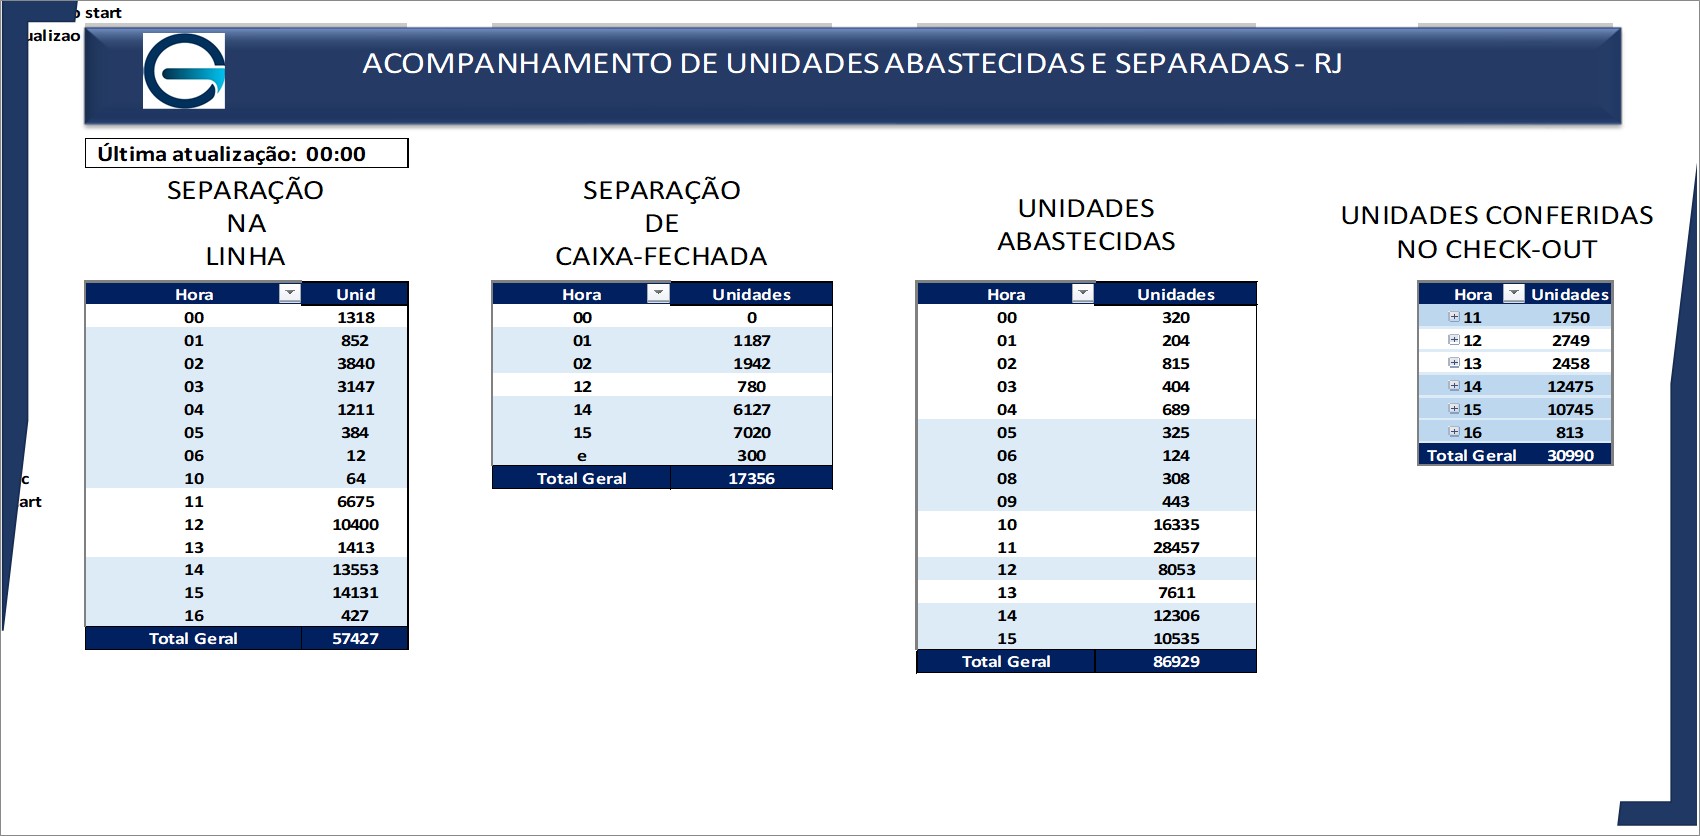 start
ualizao
ACOMPANHAMENTO DE UNIDADES ABASTECIDAS E SEPARADAS - RJ
Última atualização: 00:00
SEPARAÇÃO
NA
LINHA
Hora Unid
00 1318
01 852
02 3840
03 3147
04 1211
05 384
06 12
10 64
11 6675
12 10400
13 1413
14 13553
15 14131
16 427
Total Geral 57427
SEPARAÇÃO
DE
CAIXA-FECHADA
Hora Unidades
00 0
01 1187
02 1942
12 780
14 6127
15 7020
e 300
Total Geral 17356
UNIDADES
ABASTECIDAS
Hora Unidades
00 320
01 204
02 815
03 404
04 689
05 325
06 124
08 308
09 443
10 16335
11 28457
12 8053
13 7611
14 12306
15 10535
Total Geral 86929
UNIDADES CONFERIDAS
NO CHECK-OUT
Hora Unidades
11 1750
12 2749
13 2458
14 12475
15 10745
16 813
Total Geral 30990
c
art